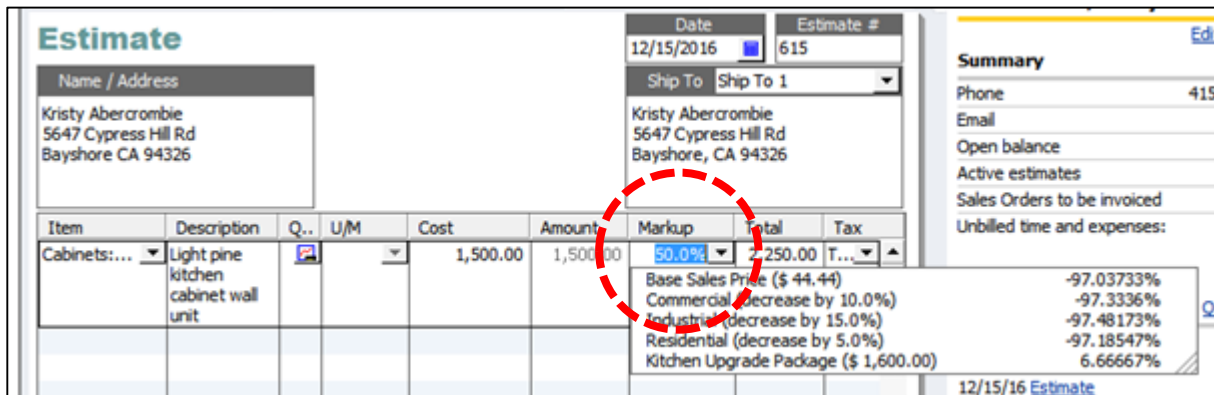 Estimate
Date
Estimate #
12/15/2016
615
Name / Address
Ship To Ship To 1
Kristy Abercrombie
5647 Cypress Hill Rd
Bayshore CA 94326
Kristy Abercrombie
5647 Cypress Hill Rd
Bayshore, CA 94326
Item Description Q.. U/M Cost Amount Markup Total Tax
Cabinets:... Light pine 1,500.00 1,500.00 50.0% 2,250.00 T...
kitchen
cabinet wall
unit
Base Sales Price ($ 44.44) -97.03733%
Commercial (decrease by 10.0%) -97.3336%
Industrial (decrease by 15.0%) -97.48173%
Residential (decrease by 5.0%) -97.18547%
Kitchen Upgrade Package ($ 1,600.00) 6.66667%
Edi
Summary
Phone 415
Email
Open balance
Active estimates
Sales Orders to be invoiced
Unbilled time and expenses:
Q
12/15/16 Estimate